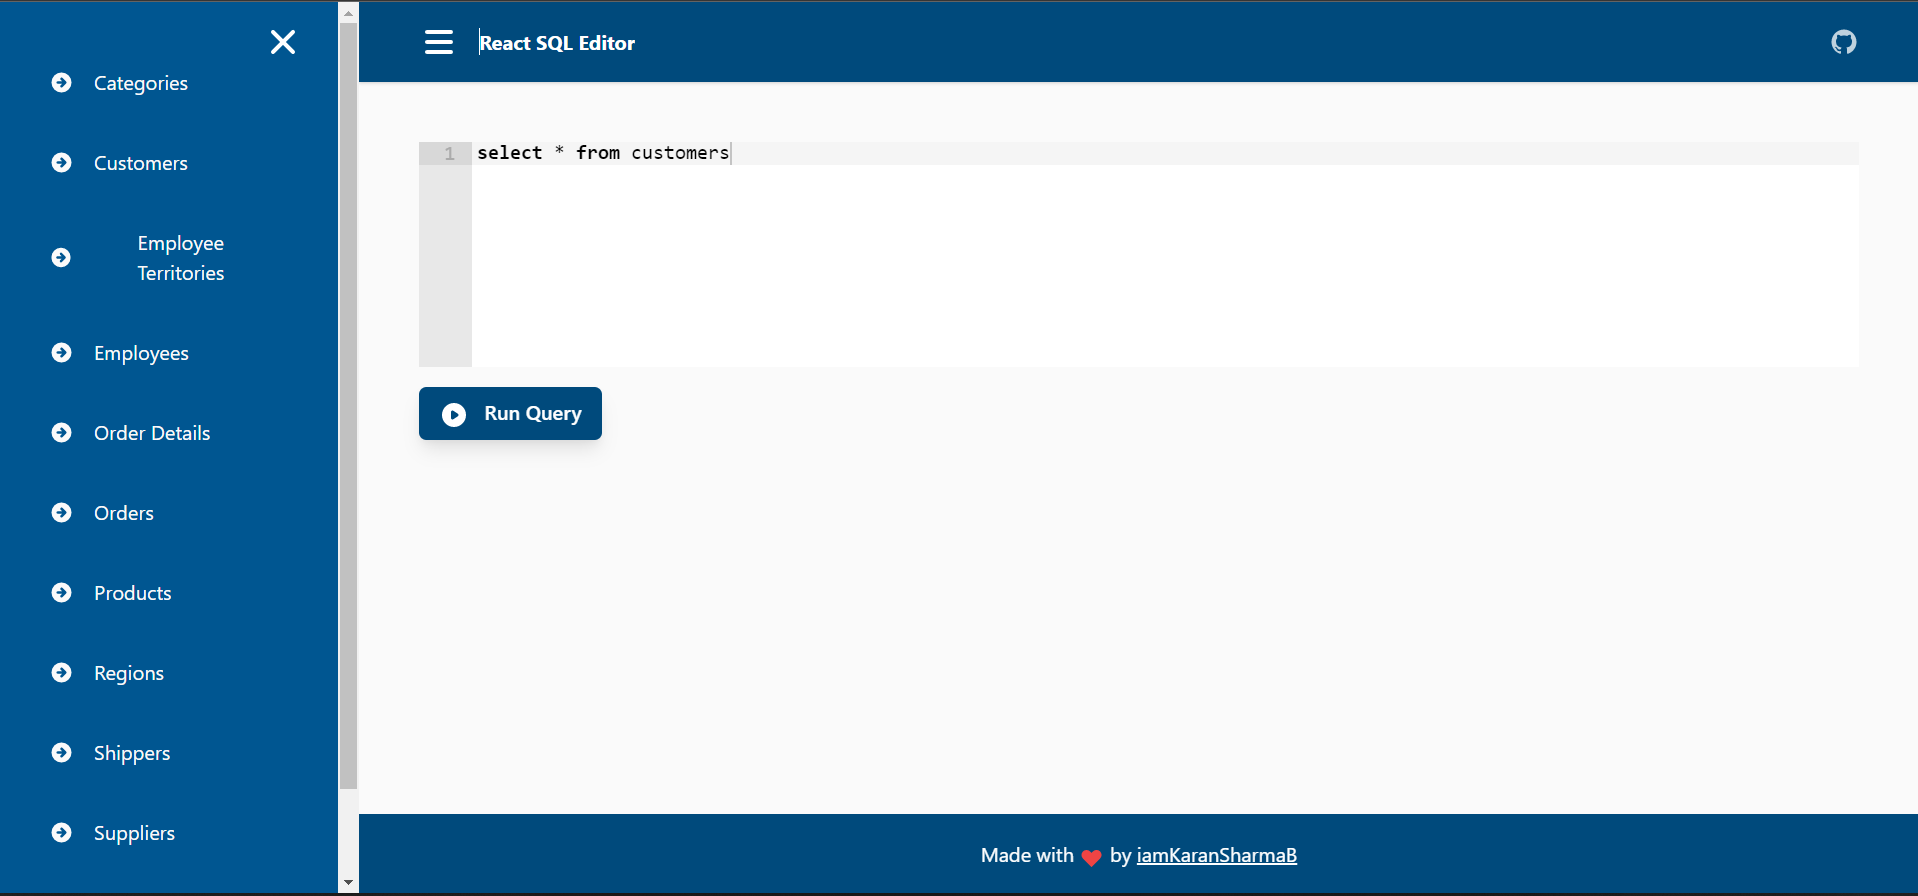 Categories
Customers
Employee
Territories
Employees
Order Details
Orders
Products
Regions
Shippers
Suppliers
React SQL Editor
1 select * from customers
Run Query
Made with ❤ by iamKaranSharmaB